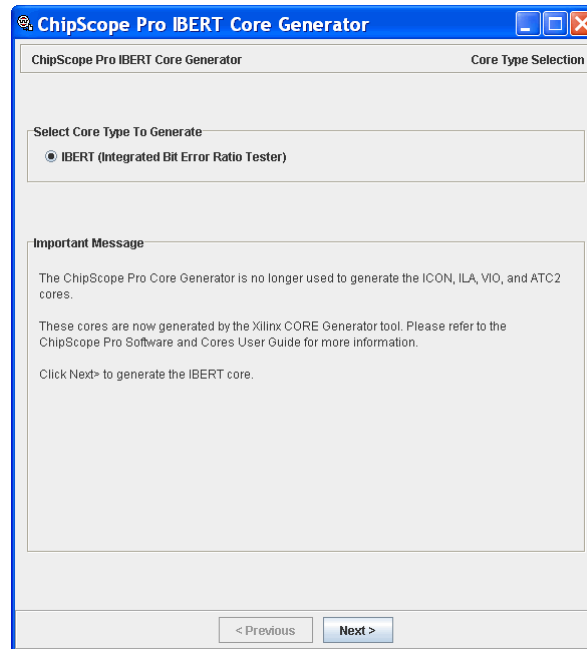 ChipScope Pro IBERT Core Generator
ChipScope Pro IBERT Core Generator Core Type Selection
Select Core Type To Generate
IBERT (Integrated Bit Error Ratio Tester)
Important Message
The ChipScope Pro Core Generator is no longer used to generate the ICON, ILA, VIO, and ATC2
cores.
These cores are now generated by the Xilinx CORE Generator tool. Please refer to the
ChipScope Pro Software and Cores User Guide for more information.
Click Next> to generate the IBERT core.
< Previous Next >